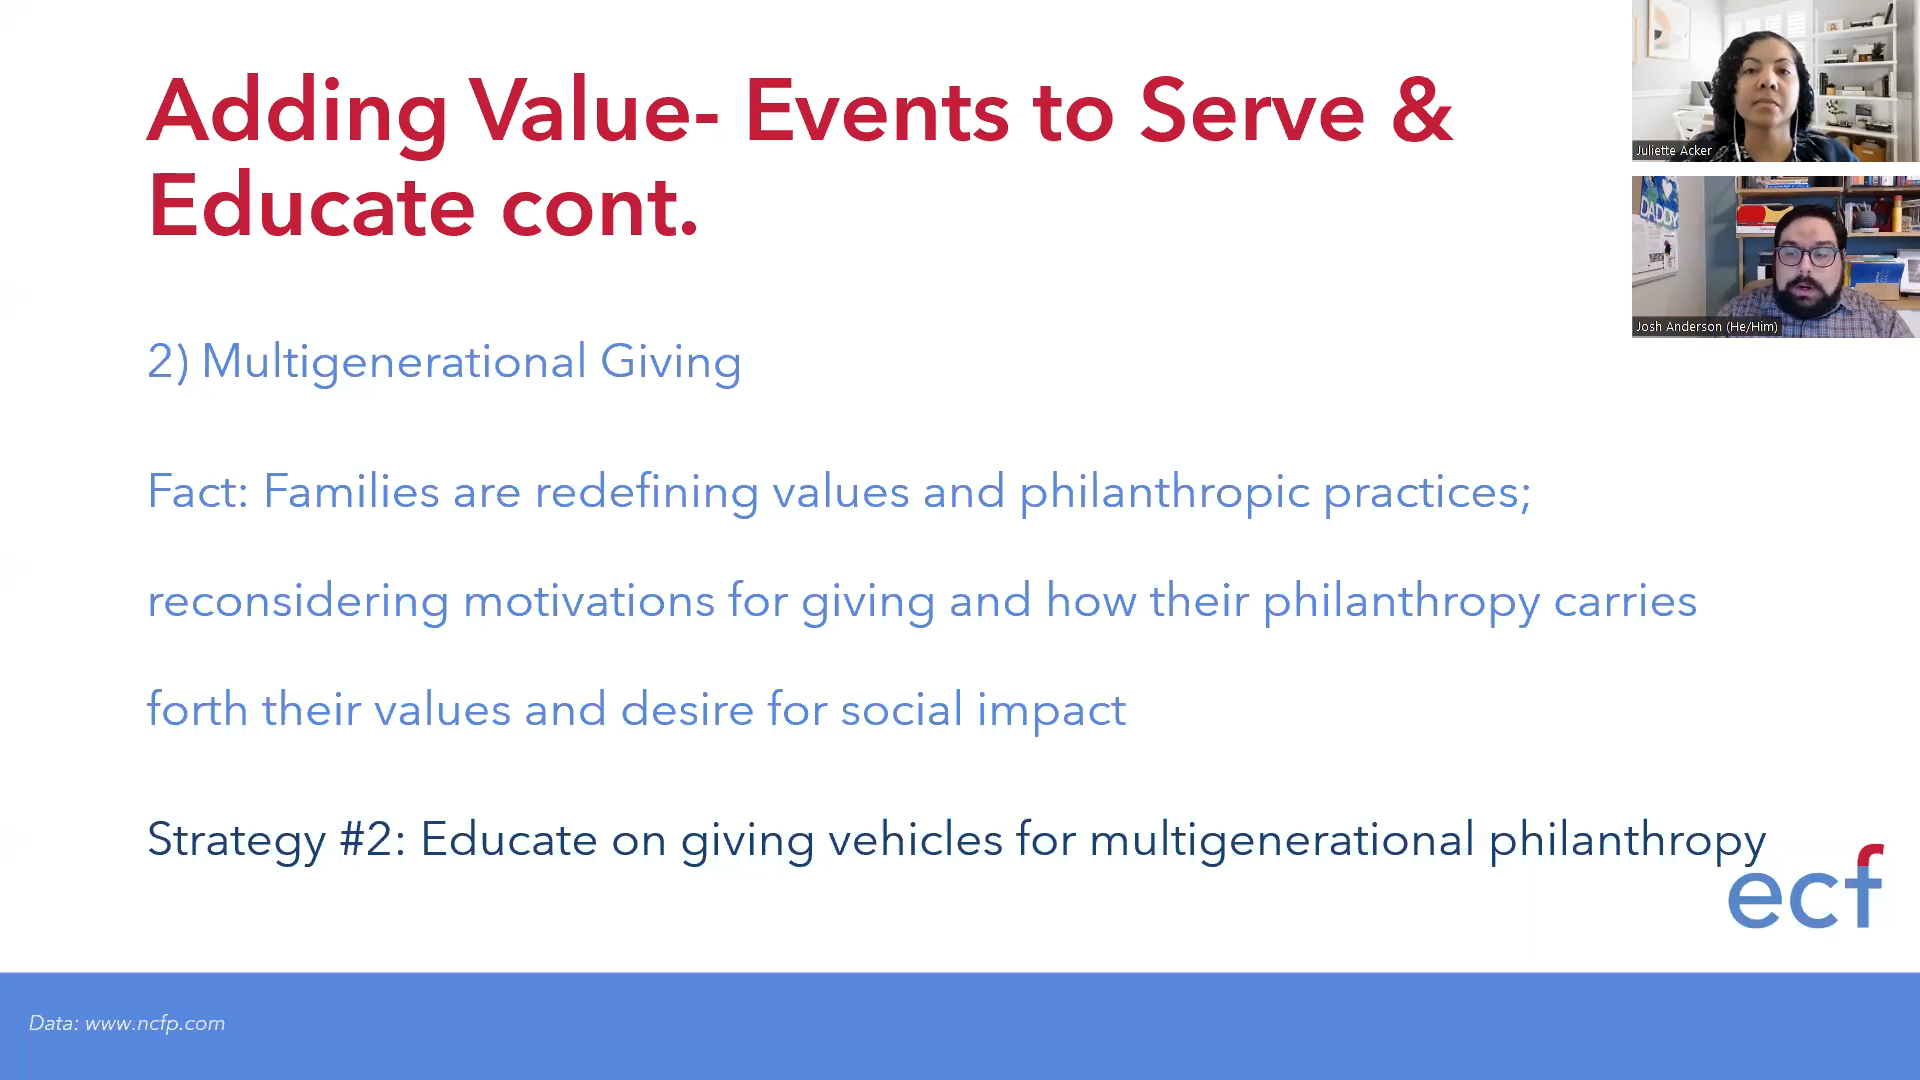 Adding Value- Events to Serve &
Educate cont.
2) Multigenerational Giving
Fact: Families are redefining values and philanthropic practices;
reconsidering motivations for giving and how their philanthropy carries
forth their values and desire for social impact
Strategy #2: Educate on giving vehicles for multigenerational philanthropy
ecf
Data: www.ncfp.com
Juliette Acker
DADDY
Josh Anderson (He/Him)